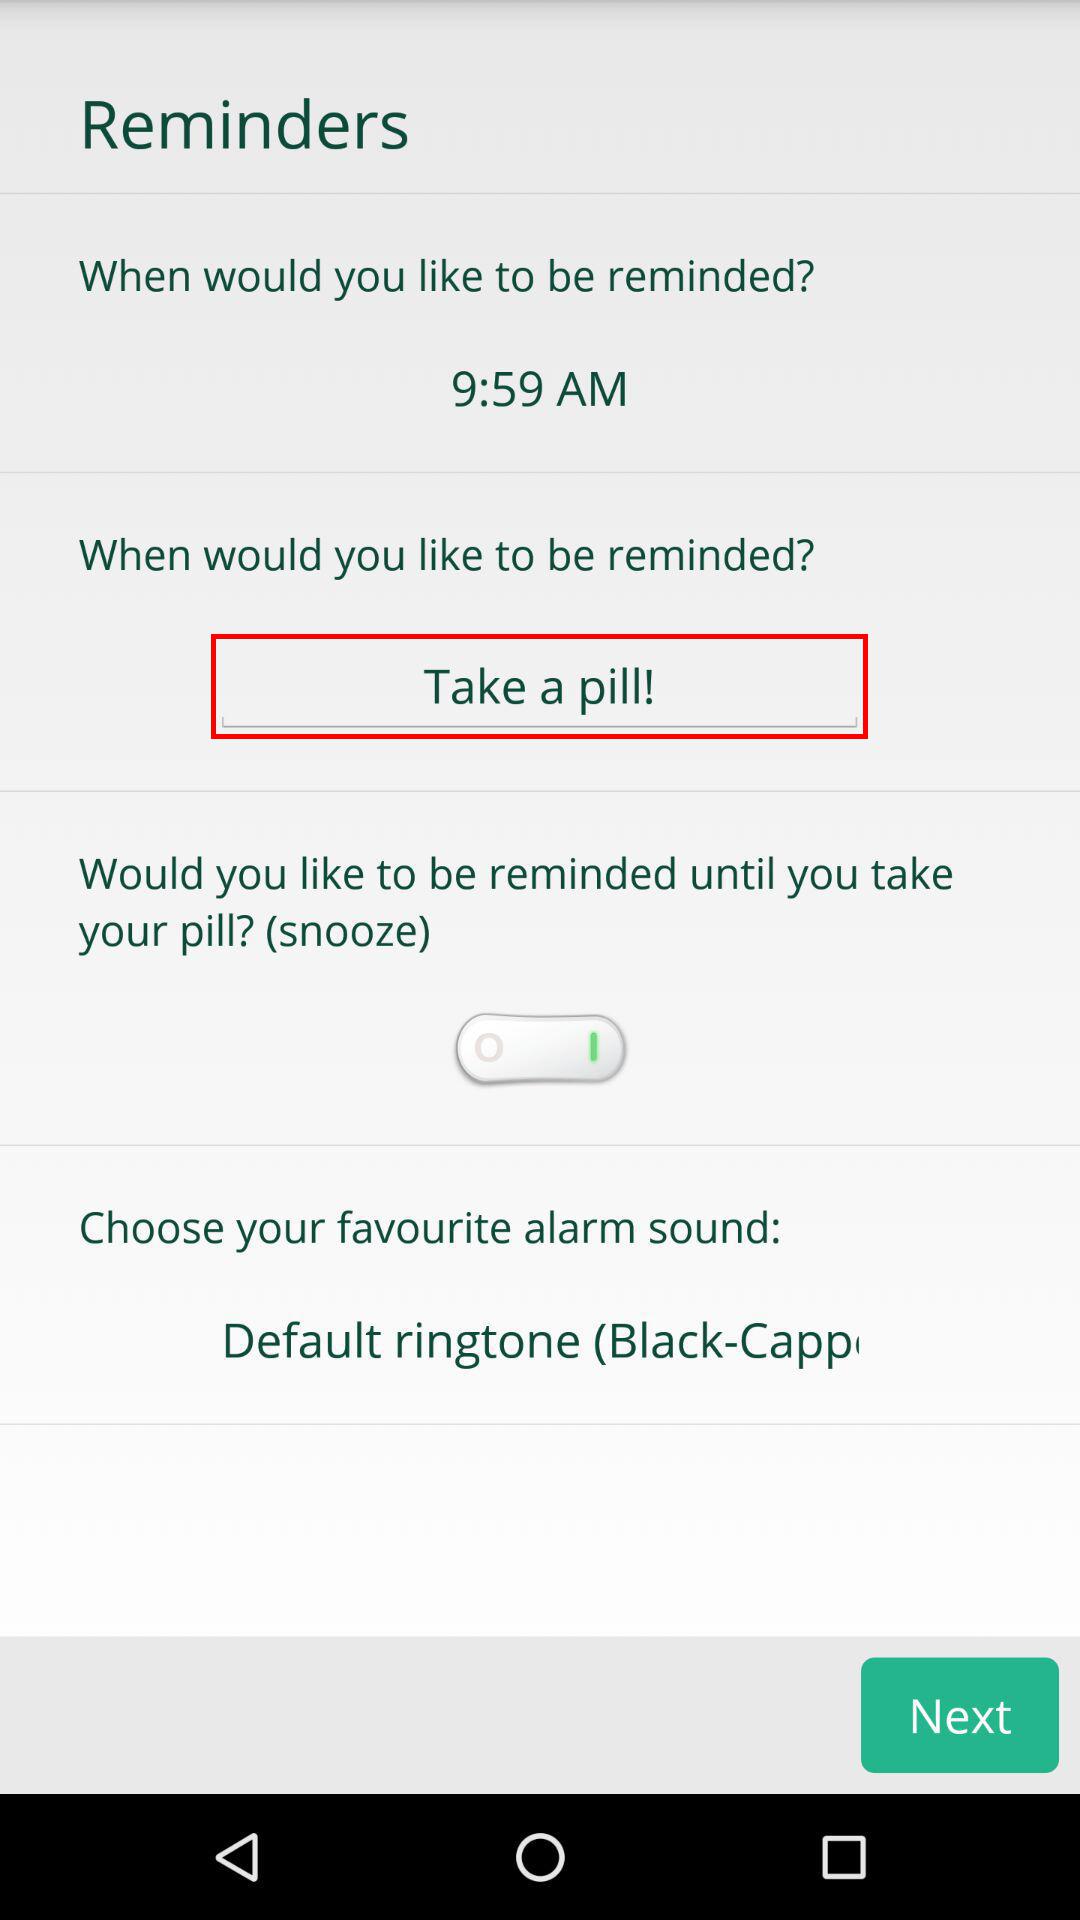 Reminders
When would you like to be reminded?
9:59 AM
When would you like to be reminded?
Take a pill!
Would you like to be reminded until you take
your pill? (snooze)
Choose your favourite alarm sound:
Default ringtone (Black-Capp
Next